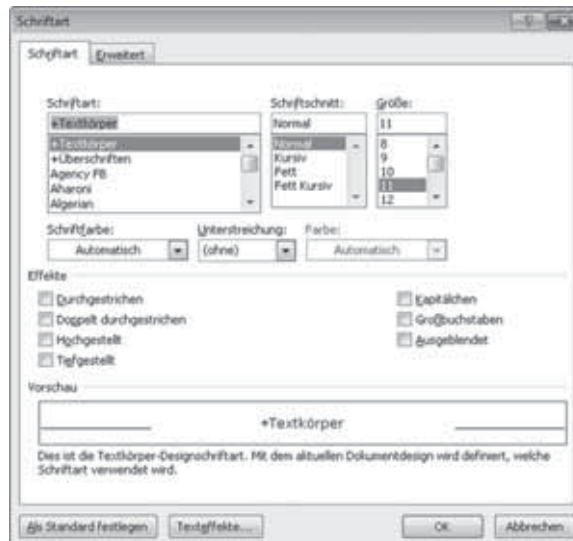 Schriftart
Schriftart Erweitert
Schriftart: Schriftschnitt: Größe:
+Textkörper Normal 11
+Textkörper Normal 8
+Überschriften Kursiv 9
Agency FB Fett 10
Aharoni Fett Kursiv 11
Algerian 12
Schriftfarbe: Unterstreichung: Farbe:
Automatisch (ohne) Automatisch
Effekte
Durchgestrichen Kapitälchen
Doppelt durchgestrichen Großbuchstaben
Hochgestellt Ausgeblendet
Tiefgestellt
Vorschau
+Textkörper
Dies ist die Textkörper-Designschriftart. Mit dem aktuellen Dokumentdesign wird definiert, welche
Schriftart verwendet wird.
Als Standard festlegen Texteffekte... OK Abbrechen